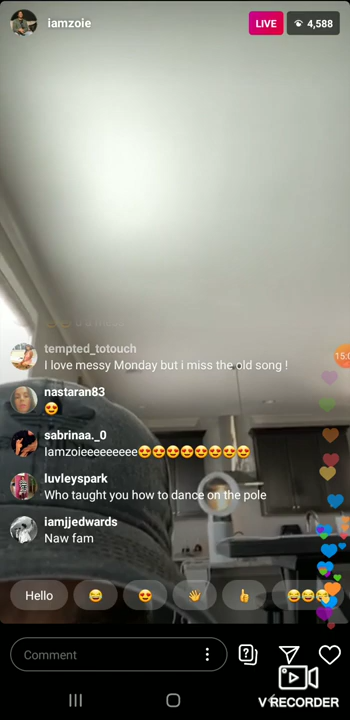 iamzoie
LIVE
4,588
tempted_totouch
I love messy Monday but i miss the old song !
nastaran83
😍
sabrinaa._0
Iamzoieeeeeeeee😍😍😍😍😍😍😍😍
luvleyspark
Who taught you how to dance on the pole
iamjjedwards
Naw fam
Hello 😂 😍 👋 👍 😂😂😂
Comment
V RECORDER